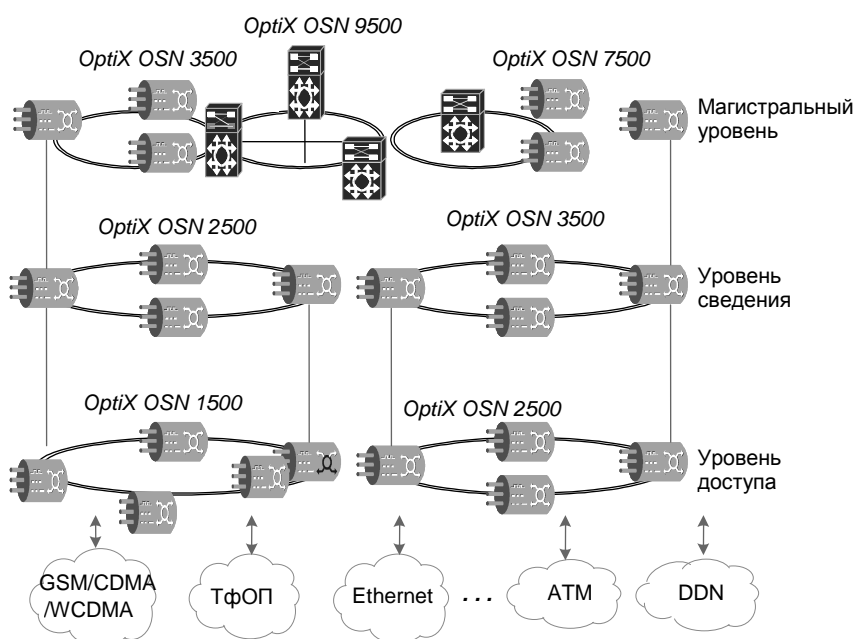 OptiX OSN 9500
OptiX OSN 3500
OptiX OSN 7500
Магистральный
уровень
OptiX OSN 2500
OptiX OSN 3500
Уровень
сведения
OptiX OSN 1500
OptiX OSN 2500
Уровень
доступа
GSM/CDMA
/WCDMA
ТфОП
Ethernet
...
ATM
DDN